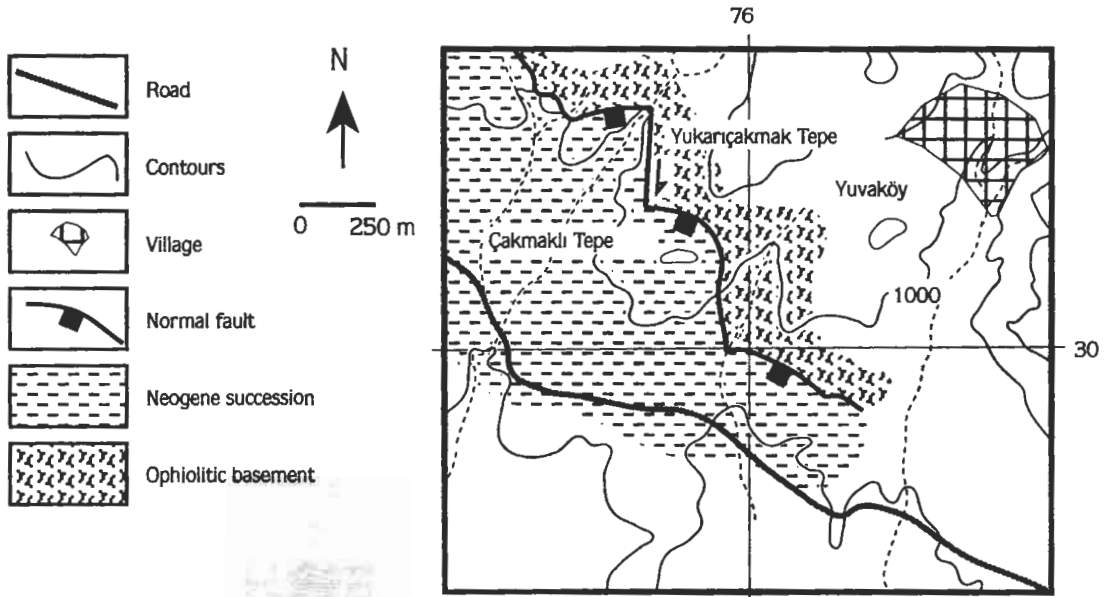 76
Road
N
Contours
Yukarıçakmak Tepe
Yuvaköy
Village
0 250 m
Çakmaklı Tepe
1000
Normal fault
30
Neogene succession
Ophiolitic basement